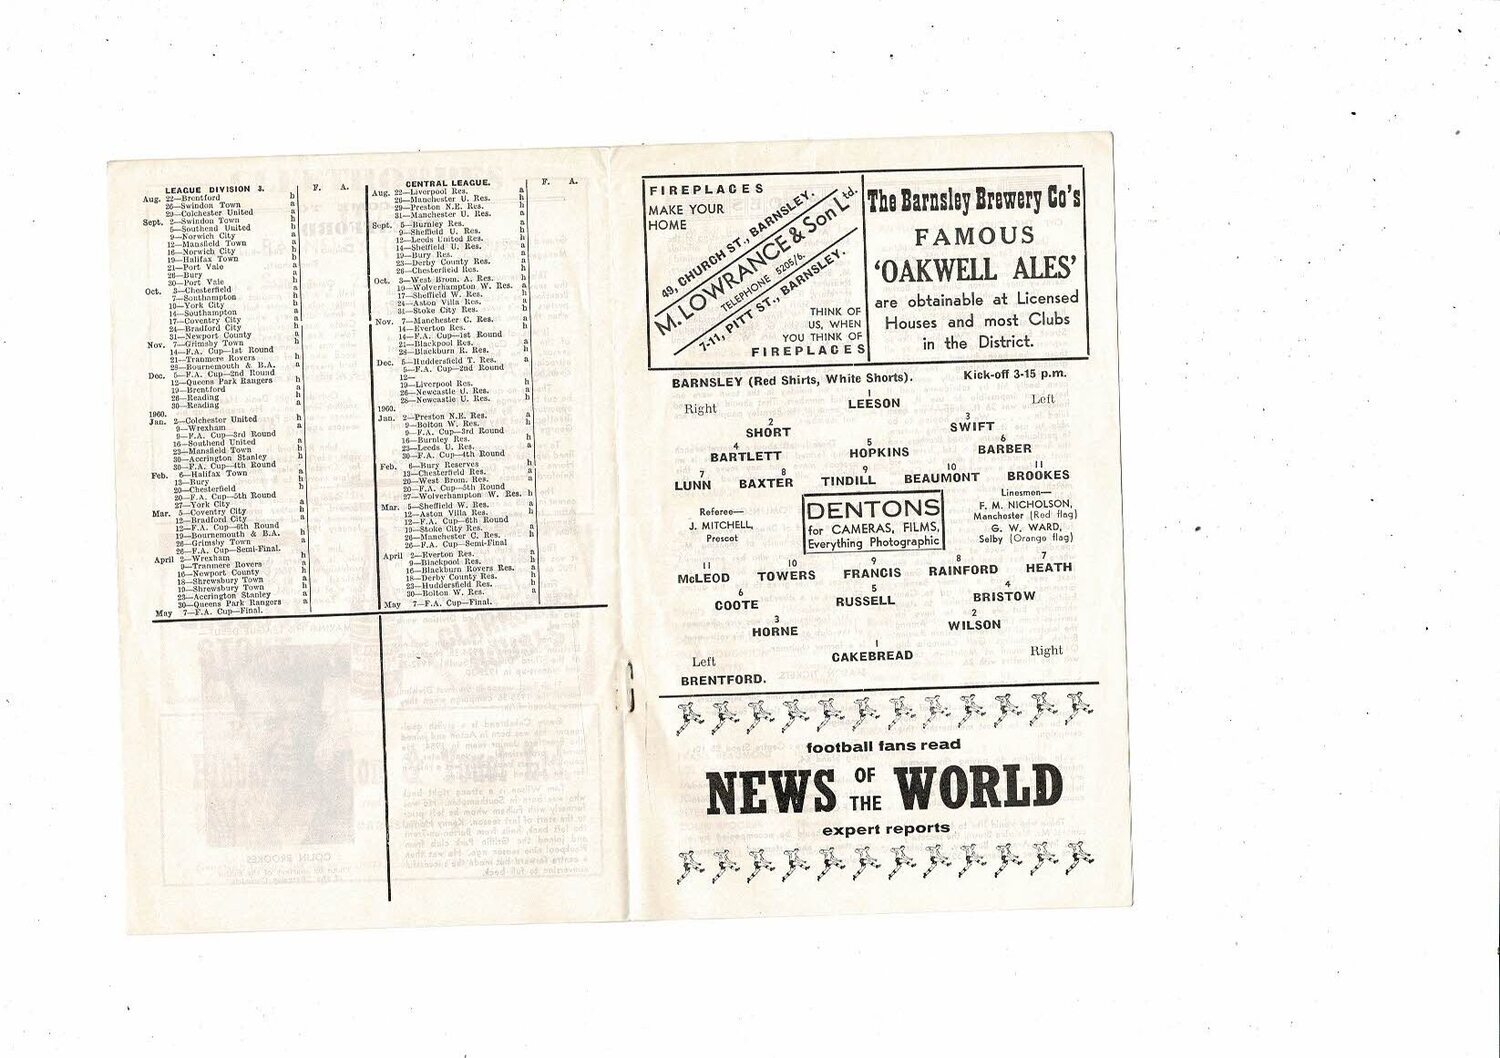 LEAGUE DIVISION 3. F. A.
Aug. 22—Brentford h
26—Swindon Town a
29—Colchester United a
Sept. 2—Swindon Town h
5—Southend United h
9—Norwich City a
12—Mansfield Town a
16—Norwich City h
19—Halifax Town h
21—Port Vale a
26—Bury a
30—Port Vale h
Oct. 3—Chesterfield a
7—Southampton h
10—York City h
14—Southampton a
17—Coventry City a
24—Bradford City h
31—Newport County a
Nov. 7—Grimsby Town h
14—F.A. Cup—1st Round
21—Tranmere Rovers h
28—Bournemouth & B.A. a
Dec. 5—F.A. Cup—2nd Round
12—Queens Park Rangers h
19—Brentford a
26—Reading h
30—Reading a
1960.
Jan. 2—Colchester United h
9—Wrexham a
9—F.A. Cup—3rd Round
16—Southend United a
23—Mansfield Town h
30—Accrington Stanley h
30—F.A. Cup—4th Round
Feb. 6—Halifax Town a
13—Bury h
20—Chesterfield h
20—F.A. Cup—5th Round
27—York City a
Mar. 5—Coventry City h
12—Bradford City a
12—F.A. Cup—6th Round
19—Bournemouth & B.A. h
26—Grimsby Town a
26—F.A. Cup—Semi-Final.
April 2—Wrexham h
9—Tranmere Rovers a
16—Newport County h
18—Shrewsbury Town a
19—Shrewsbury Town h
23—Accrington Stanley a
30—Queens Park Rangers a
May 7—F.A. Cup—Final.
CENTRAL LEAGUE. F. A.
Aug. 22—Liverpool Res. a
26—Manchester U. Res. h
29—Preston N.E. Res. h
31—Manchester U. Res. a
Sept. 5—Burnley Res. a
9—Sheffield U. Res. h
12—Leeds United Res. h
14—Sheffield U. Res. a
19—Bury Res. a
23—Derby County Res. a
26—Chesterfield Res. h
Oct. 3—West Brom. A. Res. h
10—Wolverhampton W. Res. a
17—Sheffield W. Res. h
24—Aston Villa Res. a
31—Stoke City Res. h
Nov. 7—Manchester C. Res. a
14—Everton Res. h
14—F.A. Cup—1st Round
21—Blackpool Res. a
28—Blackburn R. Res. h
Dec. 5—Huddersfield T. Res. a
5—F.A. Cup—2nd Round
12—
19—Liverpool Res. h
26—Newcastle U. Res. a
28—Newcastle U. Res. h
1960.
Jan. 2—Preston N.E. Res. a
9—Bolton W. Res. h
9—F.A. Cup—3rd Round
16—Burnley Res. h
23—Leeds U. Res. a
30—F.A. Cup—4th Round
Feb. 6—Bury Reserves h
13—Chesterfield Res. a
20—West Brom. Res. a
20—F.A. Cup—5th Round
27—Wolverhampton W. Res. h
Mar. 5—Sheffield W. Res. a
12—Aston Villa Res. h
12—F.A. Cup—6th Round
19—Stoke City Res. a
26—Manchester C. Res. h
26—F.A. Cup—Semi-Final
April 2—Everton Res. a
9—Blackpool Res. h
16—Blackburn Rovers Res. a
18—Derby County Res. h
23—Huddersfield Res. h
30—Bolton W. Res. a
May 7—F.A. Cup—Final.
FIREPLACES
MAKE YOUR
HOME
49, CHURCH ST., BARNSLEY.
M. LOWRANCE & Son Ltd.
TELEPHONE 5205/6.
7-11, PITT ST., BARNSLEY.
THINK OF
US, WHEN
YOU THINK OF
FIREPLACES
The Barnsley Brewery Co's
FAMOUS
'OAKWELL ALES'
are obtainable at Licensed
Houses and most Clubs
in the District.
BARNSLEY (Red Shirts, White Shorts). Kick-off 3-15 p.m.
Right 1 Left
LEESON
2 3
SHORT SWIFT
4 5 6
BARTLETT HOPKINS BARBER
7 8 9 10 11
LUNN BAXTER TINDILL BEAUMONT BROOKES
Referee—
J. MITCHELL,
Prescot
DENTONS
for CAMERAS, FILMS,
Everything Photographic
Linesmen—
F. M. NICHOLSON,
Manchester (Red flag)
G. W. WARD,
Selby (Orange flag)
11 10 9 8 7
McLEOD TOWERS FRANCIS RAINFORD HEATH
6 5 4
COOTE RUSSELL BRISTOW
3 2
HORNE WILSON
1
Left CAKEBREAD Right
BRENTFORD.
football fans read
NEWS OF THE WORLD
expert reports